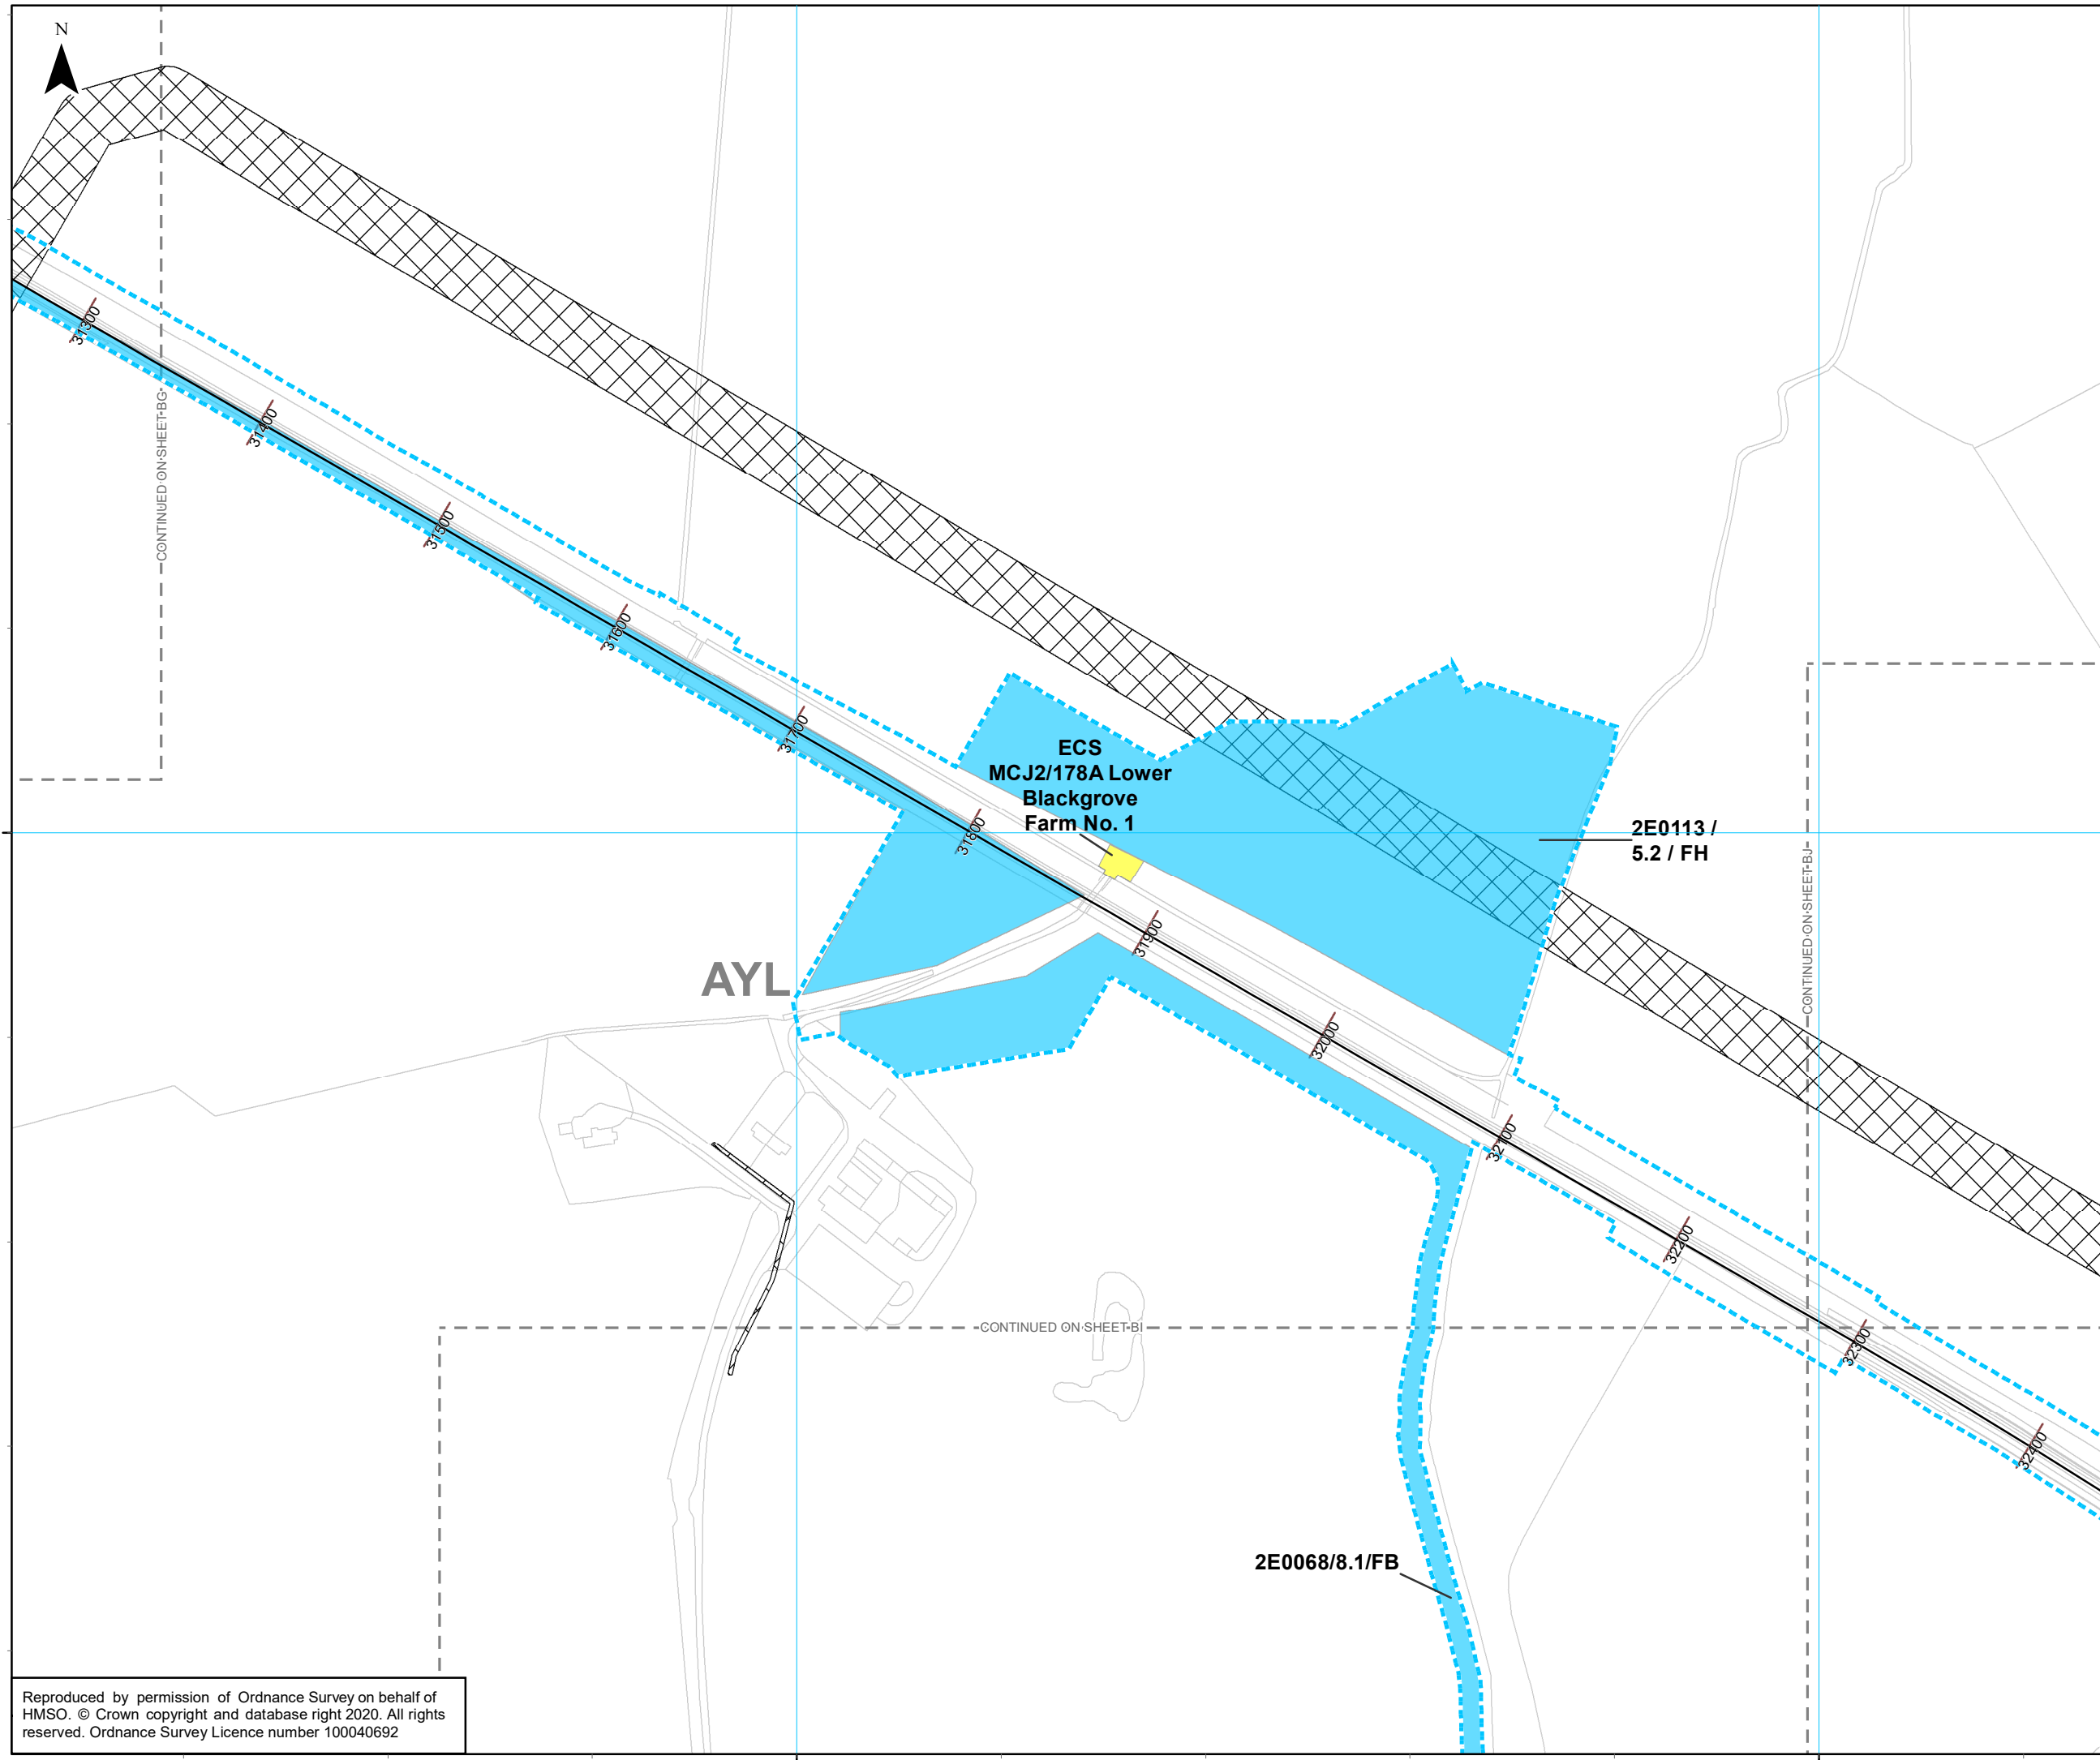 N
CONTINUED ON SHEET BG
31300
31400
31500
31600
31700
31800
31900
32000
32100
32200
32300
32400
ECS
MCJ2/178A Lower
Blackgrove
Farm No. 1
2E0113 /
5.2 / FH
CONTINUED ON SHEET BJ
AYL
CONTINUED ON SHEET BI
2E0068/8.1/FB
Reproduced by permission of Ordnance Survey on behalf of
HMSO. © Crown copyright and database right 2020. All rights
reserved. Ordnance Survey Licence number 100040692